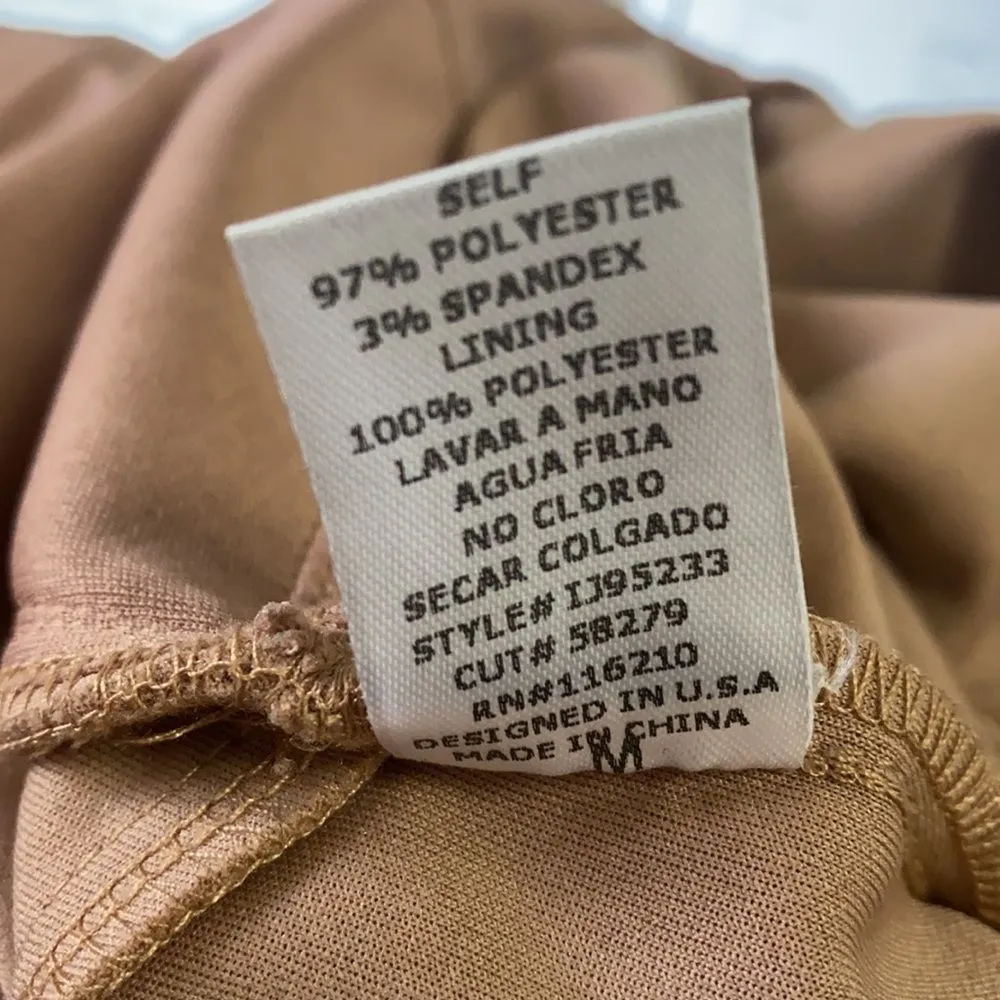 SELF
97% POLYESTER
3% SPANDEX
LINING
100% POLYESTER
LAVAR A MANO
AGUA FRIA
NO CLORO
SECAR COLGADO
STYLE# IJ95233
CUT# 58279
RN#116210
DESIGNED IN U.S.A
MADE IN CHINA
M